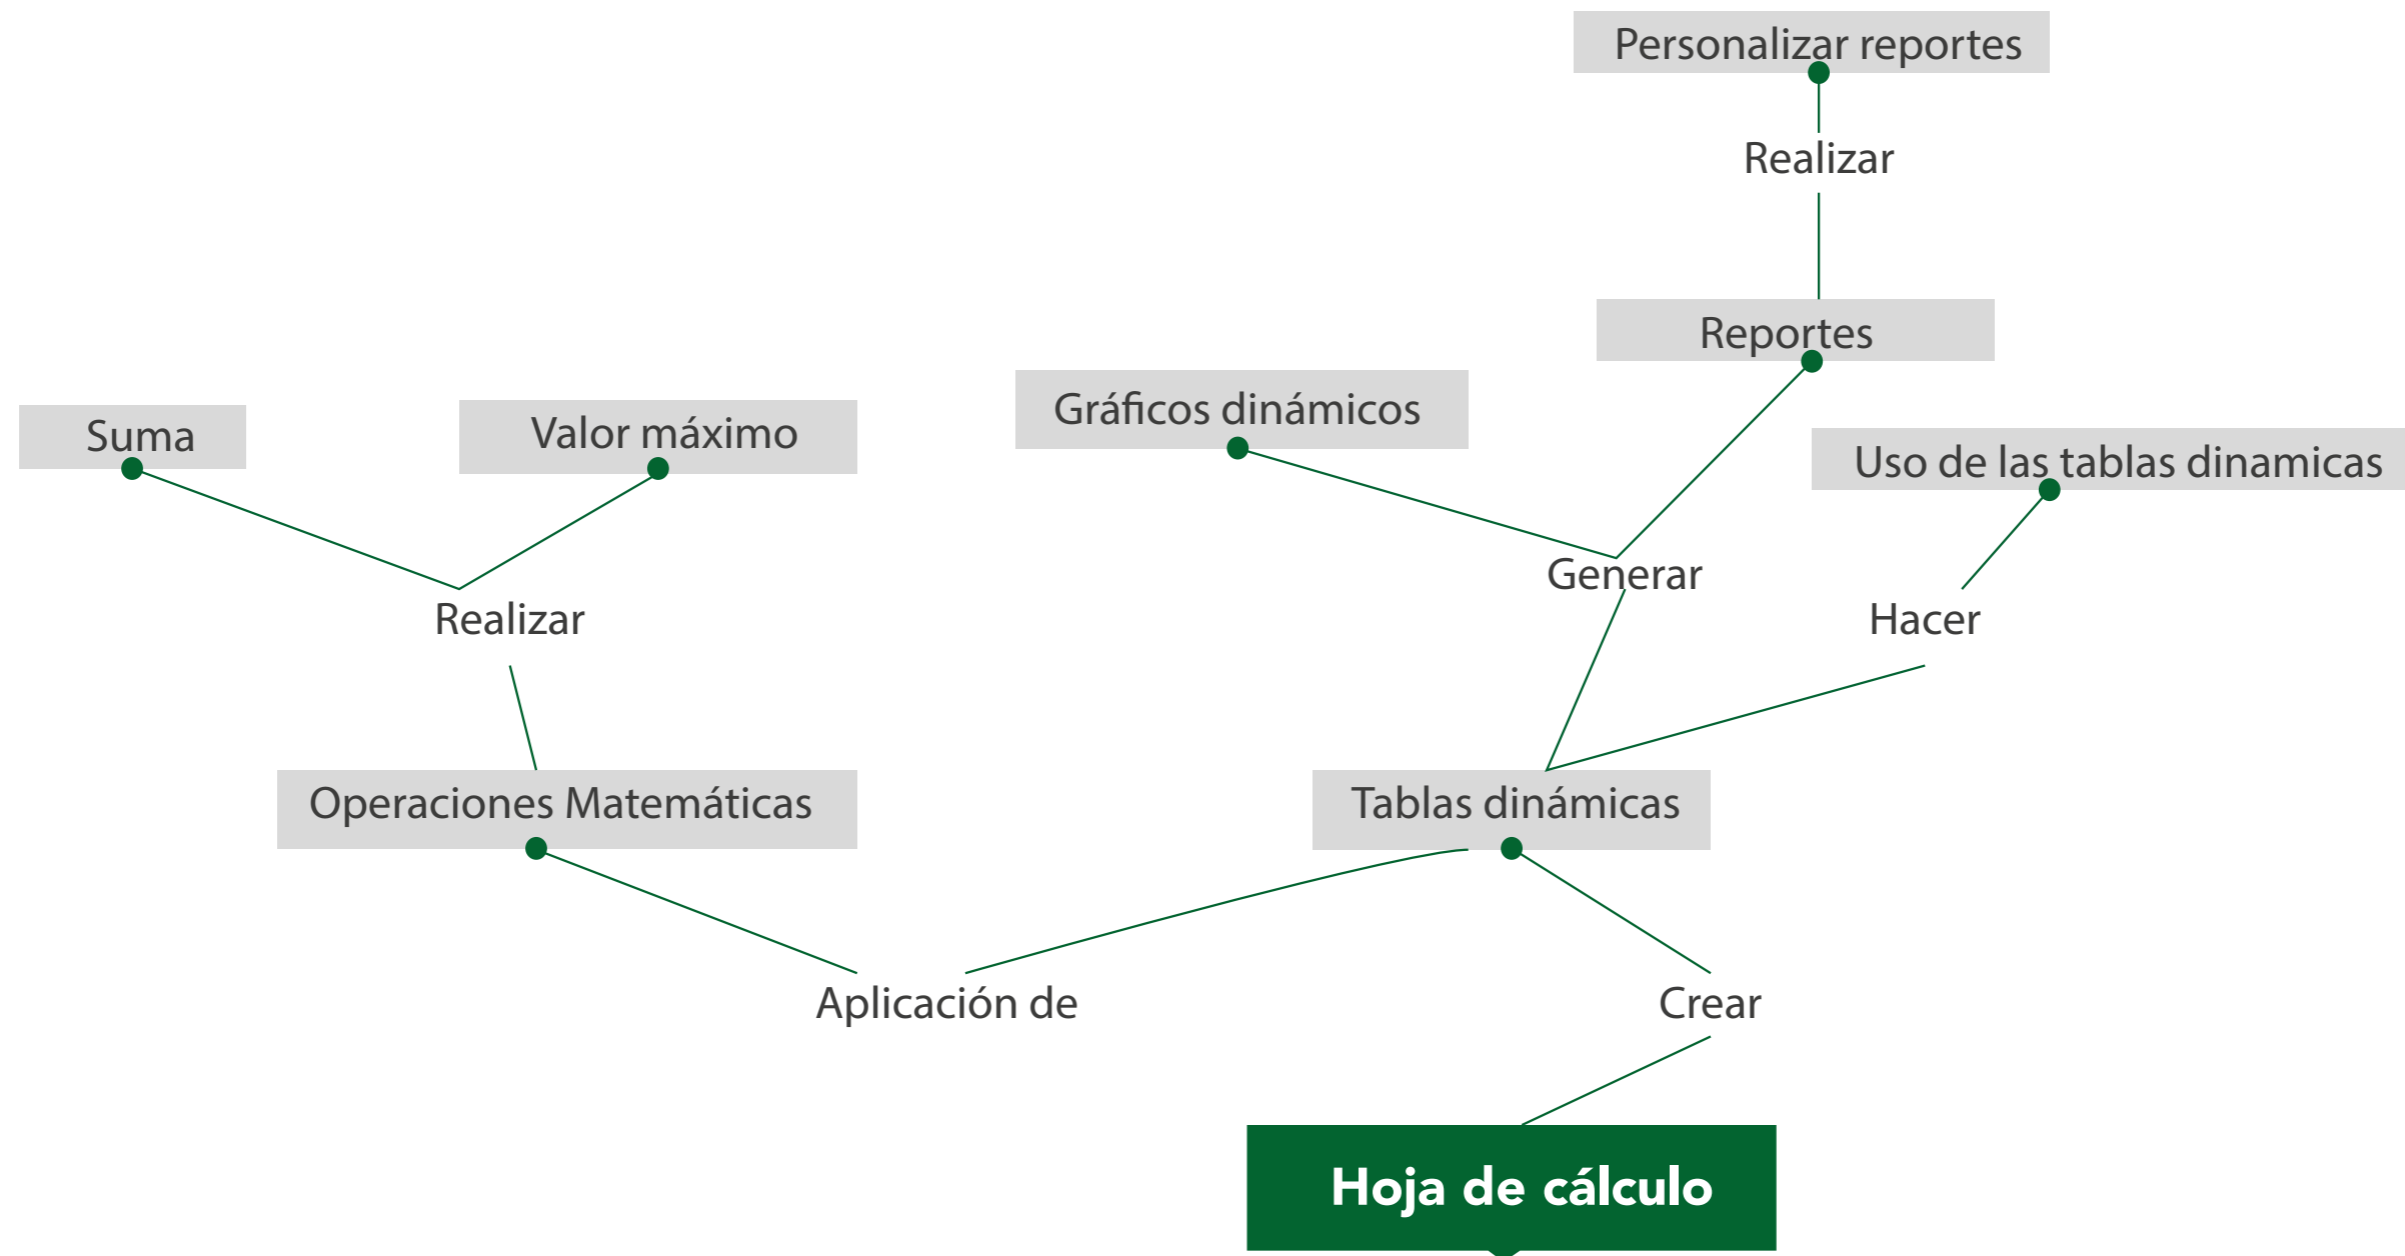 Personalizar reportes
Realizar
Reportes
Gráficos dinámicos
Suma
Valor máximo
Uso de las tablas dinamicas
Generar
Realizar
Hacer
Operaciones Matemáticas
Tablas dinámicas
Aplicación de
Crear
Hoja de cálculo